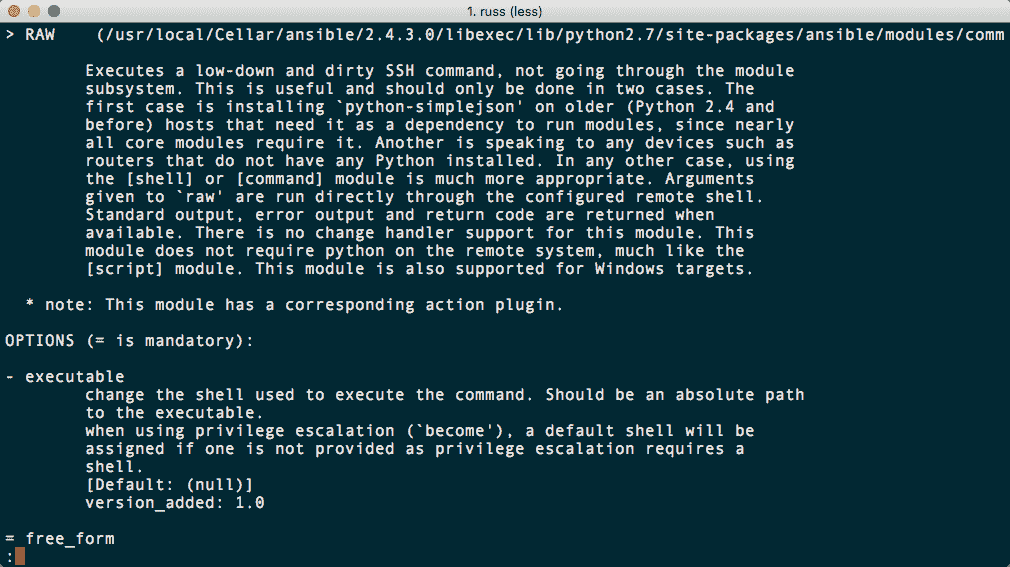 1. russ (less)
> RAW    (/usr/local/Cellar/ansible/2.4.3.0/libexec/lib/python2.7/site-packages/ansible/modules/comm
Executes a low-down and dirty SSH command, not going through the module
subsystem. This is useful and should only be done in two cases. The
first case is installing `python-simplejson' on older (Python 2.4 and
before) hosts that need it as a dependency to run modules, since nearly
all core modules require it. Another is speaking to any devices such as
routers that do not have any Python installed. In any other case, using
the [shell] or [command] module is much more appropriate. Arguments
given to `raw' are run directly through the configured remote shell.
Standard output, error output and return code are returned when
available. There is no change handler support for this module. This
module does not require python on the remote system, much like the
[script] module. This module is also supported for Windows targets.
* note: This module has a corresponding action plugin.
OPTIONS (= is mandatory):
- executable
change the shell used to execute the command. Should be an absolute path
to the executable.
when using privilege escalation (`become'), a default shell will be
assigned if one is not provided as privilege escalation requires a
shell.
[Default: (null)]
version_added: 1.0
= free_form
: